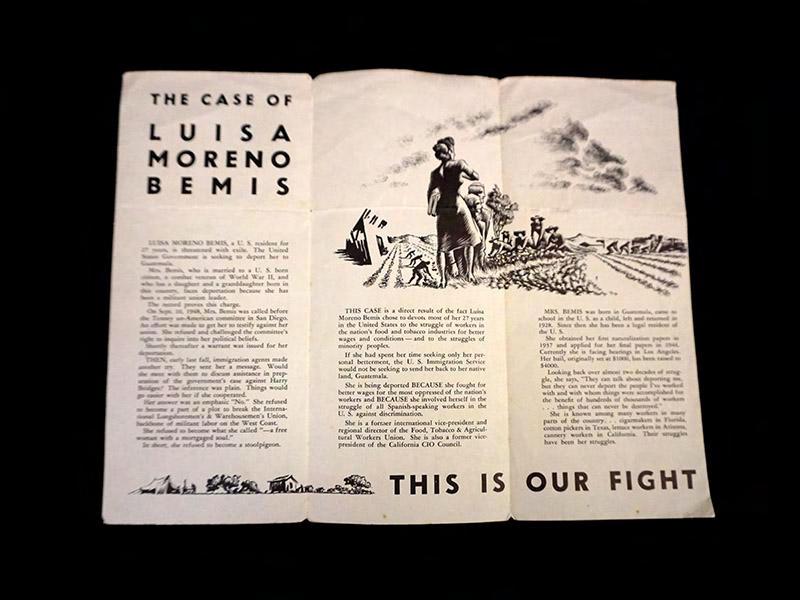 THE CASE OF
LUISA
MORENO
BEMIS
LUISA MORENO BEMIS, a U. S. resident for
27 years, is threatened with exile. The United
States Government is seeking to deport her to
Guatemala.
Mrs. Bemis, who is married to a U. S. born
citizen, a combat veteran of World War II, and
who has a daughter and a granddaughter born in
this country, faces deportation because she has
been a militant union leader.
The record proves this charge.
On Sept. 10, 1948, Mrs. Bemis was called before
the Tenney un-American committee in San Diego.
An effort was made to get her to testify against her
union. She refused and challenged the committee's
right to inquire into her political beliefs.
Shortly thereafter a warrant was issued for her
deportation.
THEN, early last fall, immigration agents made
another try. They sent her a message. Would
she meet with them to discuss assistance in prep-
aration of the government's case against Harry
Bridges? The inference was plain. Things would
go easier with her if she cooperated.
Her answer was an emphatic "No." She refused
to become a part of a plot to break the Interna-
tional Longshoremen's & Warehousemen's Union,
backbone of militant labor on the West Coast.
She refused to become what she called "—a free
woman with a mortgaged soul."
In short, she refused to become a stoolpigeon.
THIS CASE is a direct result of the fact Luisa
Moreno Bemis chose to devote most of her 27 years
in the United States to the struggle of workers in
the nation's food and tobacco industries for better
wages and conditions — and to the struggles of
minority peoples.
If she had spent her time seeking only her per-
sonal betterment, the U. S. Immigration Service
would not be seeking to send her back to her native
land, Guatemala.
She is being deported BECAUSE she fought for
better wages for the most oppressed of the nation's
workers and BECAUSE she involved herself in the
struggle of all Spanish-speaking workers in the
U. S. against discrimination.
She is a former international vice-president and
regional director of the Food, Tobacco & Agricul-
tural Workers Union. She is also a former vice-
president of the California CIO Council.
MRS. BEMIS was born in Guatemala, came to
school in the U. S. as a child, left and returned in
1928. Since then she has been a legal resident of
the U. S.
She obtained her first naturalization papers in
1937 and applied for her final papers in 1944.
Currently she is facing hearings in Los Angeles.
Her bail, originally set at $1000, has been raised to
$4000.
Looking back over almost two decades of strug-
gle, she says, "They can talk about deporting me,
but they can never deport the people I've worked
with and with whom things were accomplished for
the benefit of hundreds of thousands of workers
. . . things that can never be destroyed."
She is known among many workers in many
parts of the country . . . cigarmakers in Florida,
cotton pickers in Texas, lettuce workers in Arizona,
cannery workers in California. Their struggles
have been her struggles.
THIS IS OUR FIGHT